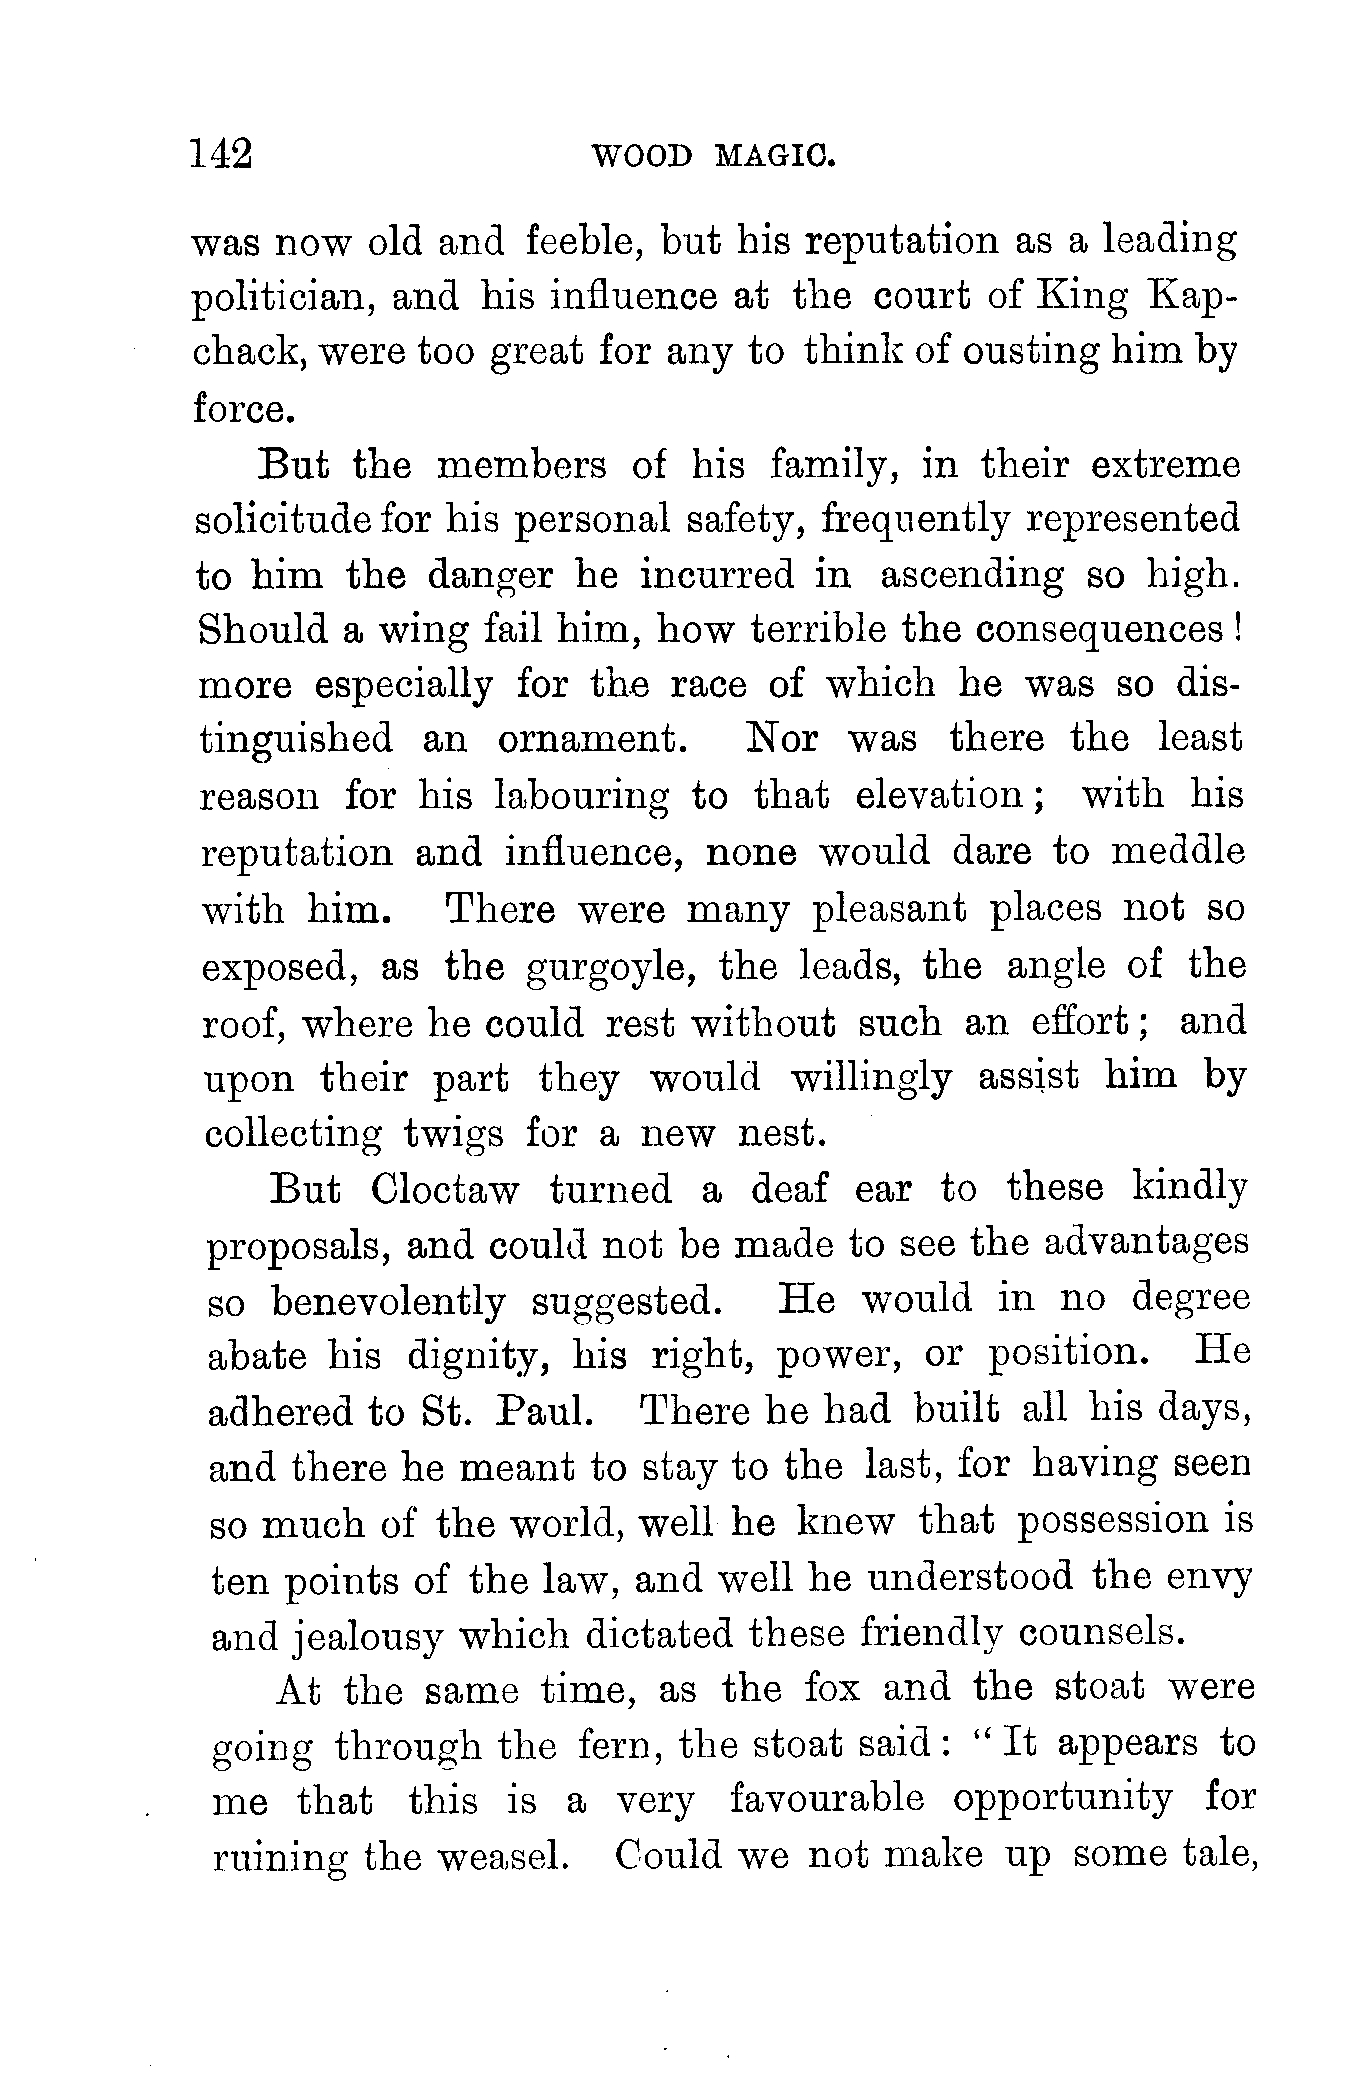 142 WOOD MAGIC.
was now old and feeble, but his reputation as a leading
politician, and his influence at the court of King Kap-
chack, were too great for any to think of ousting him by
force.
But the members of his family, in their extreme
solicitude for his personal safety, frequently represented
to him the danger he incurred in ascending so high.
Should a wing fail him, how terrible the consequences!
more especially for the race of which he was so dis-
tinguished an ornament. Nor was there the least
reason for his labouring to that elevation; with his
reputation and influence, none would dare to meddle
with him. There were many pleasant places not so
exposed, as the gurgoyle, the leads, the angle of the
roof, where he could rest without such an effort; and
upon their part they would willingly assist him by
collecting twigs for a new nest.
But Cloctaw turned a deaf ear to these kindly
proposals, and could not be made to see the advantages
so benevolently suggested. He would in no degree
abate his dignity, his right, power, or position. He
adhered to St. Paul. There he had built all his days,
and there he meant to stay to the last, for having seen
so much of the world, well he knew that possession is
ten points of the law, and well he understood the envy
and jealousy which dictated these friendly counsels.
At the same time, as the fox and the stoat were
going through the fern, the stoat said: "It appears to
me that this is a very favourable opportunity for
ruining the weasel. Could we not make up some tale,